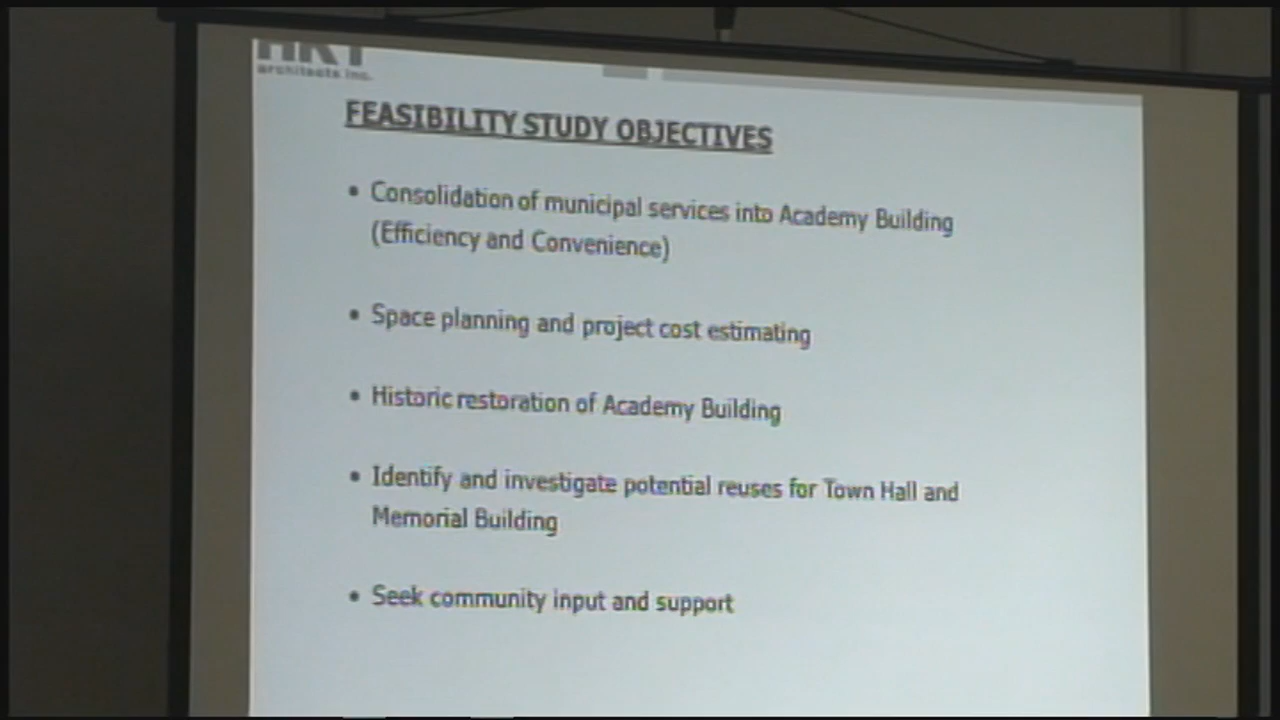 architects inc.
FEASIBILITY STUDY OBJECTIVES
• Consolidation of municipal services into Academy Building
(Efficiency and Convenience)
• Space planning and project cost estimating
• Historic restoration of Academy Building
• Identify and investigate potential reuses for Town Hall and
Memorial Building
• Seek community input and support